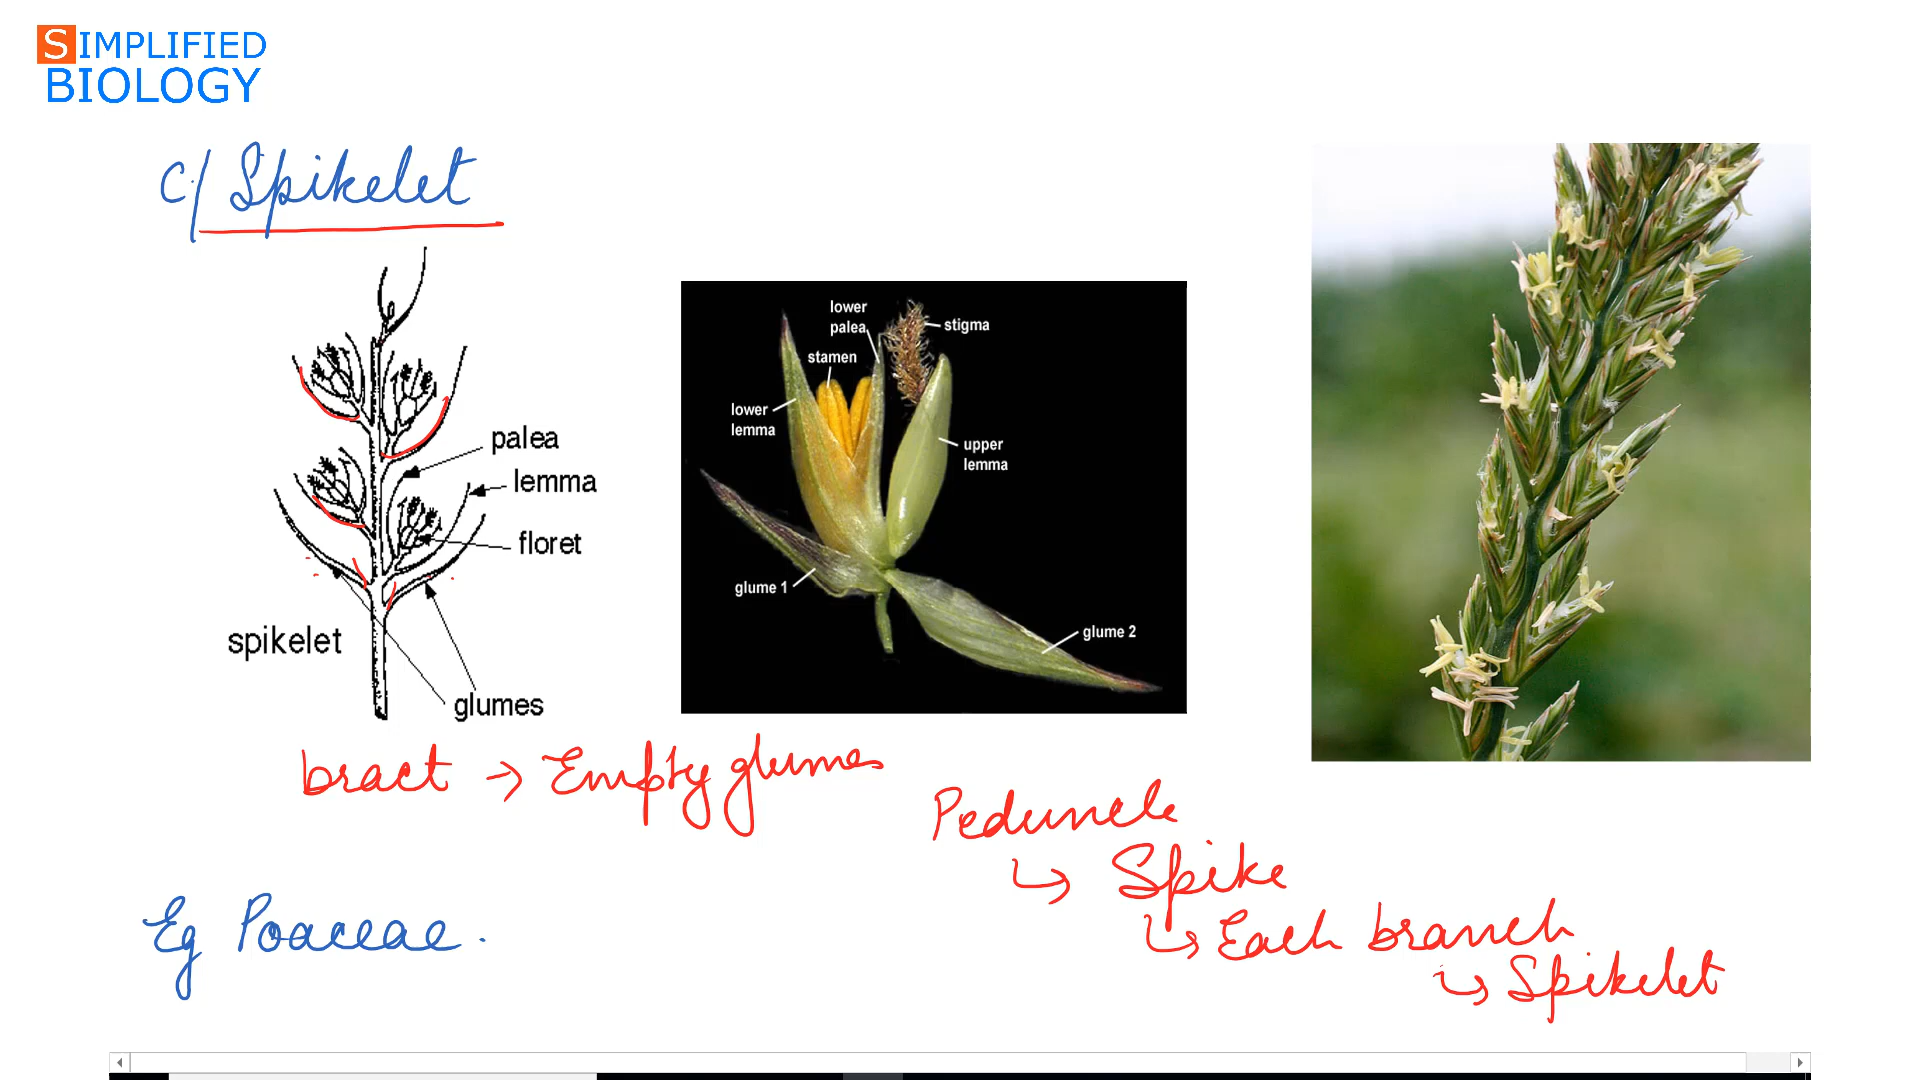 SIMPLIFIED
BIOLOGY
c/ Spikelet
palea
lemma
floret
spikelet
glumes
lower
palea
stigma
stamen
lower
lemma
upper
lemma
glume 1
glume 2
bract → Empty glumes
Peduncle
↳ Spike
↳ Each branch
↳ Spikelet
Eg Poaceae.